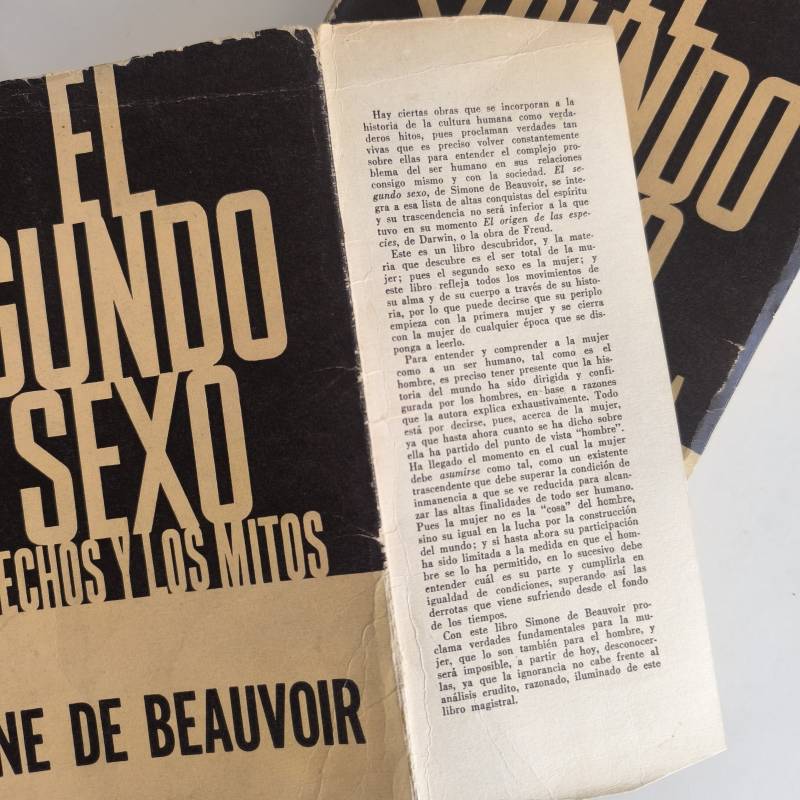 EL
GUNDO
SEXO
ECHOS Y LOS MITOS
NE DE BEAUVOIR
Hay ciertas obras que se incorporan a la
historia de la cultura humana como verda-
deros hitos, pues proclaman verdades tan
vivas que es preciso volver constantemente
sobre ellas para entender el complejo pro-
blema del ser humano en sus relaciones
consigo mismo y con la sociedad. El se-
gundo sexo, de Simone de Beauvoir, se inte-
gra a esa lista de altas conquistas del espíritu
y su trascendencia no será inferior a la que
tuvo en su momento El origen de las espe-
cies, de Darwin, o la obra de Freud.
Este es un libro descubridor, y la mate-
ria que descubre es el ser total de la mu-
jer; pues el segundo sexo es la mujer; y
este libro refleja todos los movimientos de
su alma y de su cuerpo a través de su histo-
ria, por lo que puede decirse que su periplo
empieza con la primera mujer y se cierra
con la mujer de cualquier época que se dis-
ponga a leerlo.
Para entender y comprender a la mujer
como a un ser humano, tal como es el
hombre, es preciso tener presente que la his-
toria del mundo ha sido dirigida y confi-
gurada por los hombres, en base a razones
que la autora explica exhaustivamente. Todo
está por decirse, pues, acerca de la mujer,
ya que hasta ahora cuanto se ha dicho sobre
ella ha partido del punto de vista "hombre".
Ha llegado el momento en el cual la mujer
debe asumirse como tal, como un existente
trascendente que debe superar la condición de
inmanencia a que se ve reducida para alcan-
zar las altas finalidades de todo ser humano.
Pues la mujer no es la "cosa" del hombre,
sino su igual en la lucha por la construcción
del mundo; y si hasta ahora su participación
ha sido limitada a la medida en que el hom-
bre se lo ha permitido, en lo sucesivo debe
entender cuál es su parte y cumplirla en
igualdad de condiciones, superando así las
derrotas que viene sufriendo desde el fondo
de los tiempos.
Con este libro Simone de Beauvoir pro-
clama verdades fundamentales para la mu-
jer, que lo son también para el hombre, y
será imposible, a partir de hoy, desconocer-
las, ya que la ignorancia no cabe frente al
análisis erudito, razonado, iluminado de este
libro magistral.
UNDO